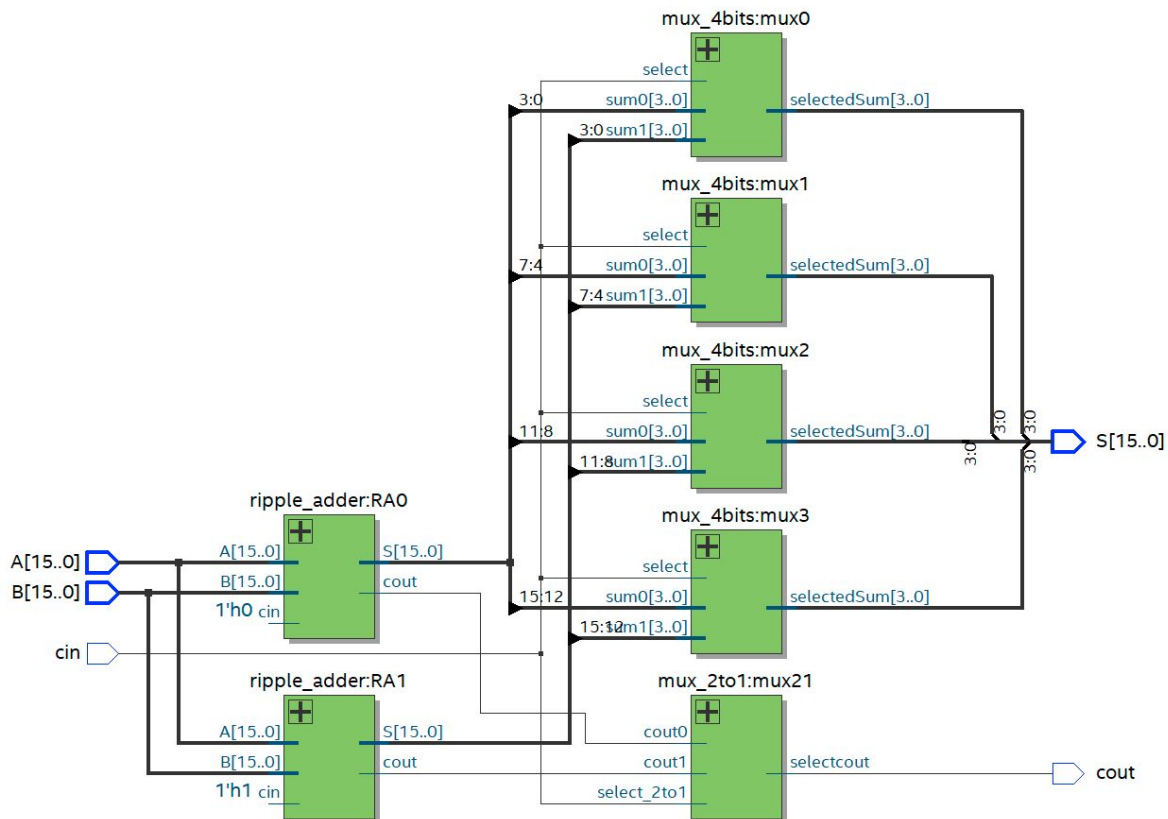 mux_4bits:mux0
select
3:0
sum0[3..0]
selectedSum[3..0]
3:0
sum1[3..0]
mux_4bits:mux1
select
7:4
sum0[3..0]
selectedSum[3..0]
7:4
sum1[3..0]
mux_4bits:mux2
select
11:8
sum0[3..0]
selectedSum[3..0]
11:8
sum1[3..0]
3:0
3:0
3:0
3:0
S[15..0]
mux_4bits:mux3
select
15:12
sum0[3..0]
selectedSum[3..0]
15:12
sum1[3..0]
ripple_adder:RA0
A[15..0]
A[15..0]
S[15..0]
B[15..0]
B[15..0]
cout
1'h0 cin
cin
ripple_adder:RA1
A[15..0]
S[15..0]
B[15..0]
cout
1'h1 cin
mux_2to1:mux21
cout0
cout1
selectcout
cout
select_2to1